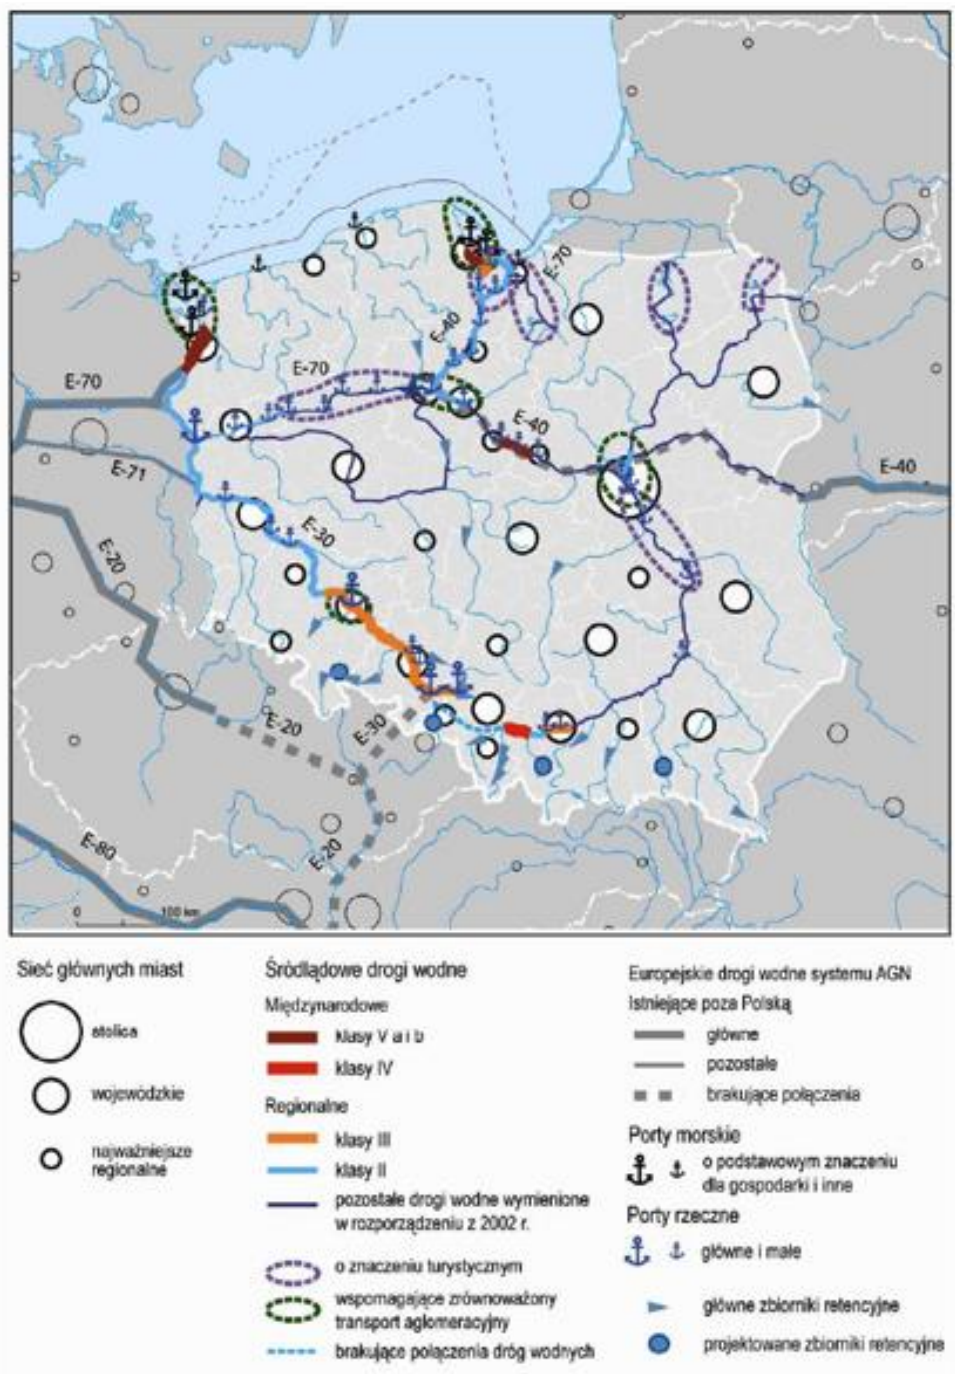 E-70
E-40
E-70
E-70
E-40
E-71
E-40
E-30
E-20
E-20
E-30
E-20
E-80
0 100 km
Sieć głównych miast
stolica
wojewódzkie
najważniejsze
regionalne
Śródlądowe drogi wodne
Międzynarodowe
klasy V a i b
klasy IV
Regionalne
klasy III
klasy II
pozostałe drogi wodne wymienione
w rozporządzeniu z 2002 r.
o znaczeniu turystycznym
wspomagające zrównoważony
transport aglomeracyjny
brakujące połączenia dróg wodnych
Europejskie drogi wodne systemu AGN
Istniejące poza Polską
główne
pozostałe
brakujące połączenia
Porty morskie
o podstawowym znaczeniu
dla gospodarki i inne
Porty rzeczne
główne i małe
główne zbiorniki retencyjne
projektowane zbiorniki retencyjne